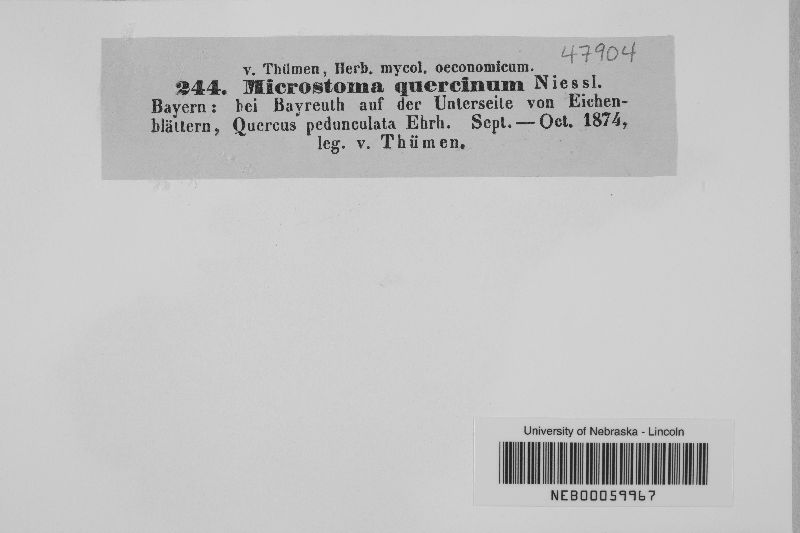 47904
v. Thümen, Herb. mycol. oeconomicum.
244. Microstoma quercinum Niessl.
Bayern: bei Bayreuth auf der Unterseite von Eichen-
blättern, Quercus pedunculata Ehrh. Sept. — Oct. 1874,
leg. v. Thümen.
University of Nebraska - Lincoln
NEB00059967